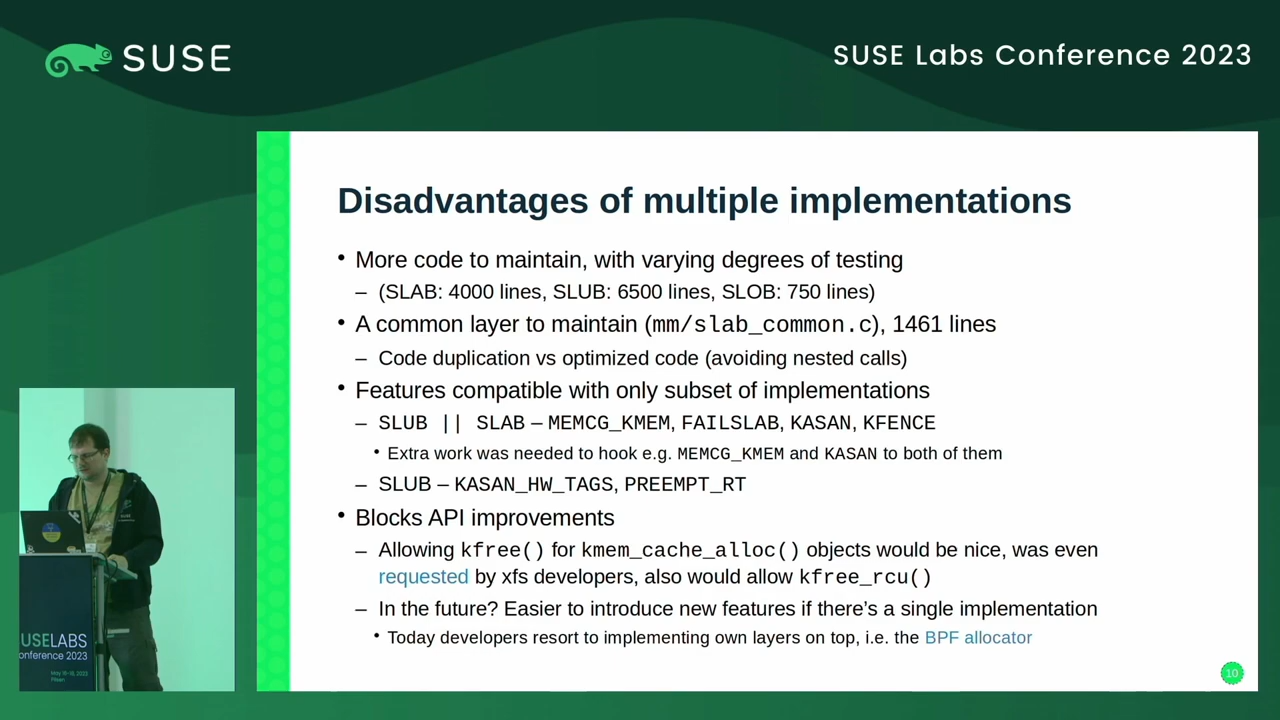 SUSE
SUSE Labs Conference 2023
Disadvantages of multiple implementations
• More code to maintain, with varying degrees of testing
– (SLAB: 4000 lines, SLUB: 6500 lines, SLOB: 750 lines)
• A common layer to maintain (mm/slab_common.c), 1461 lines
– Code duplication vs optimized code (avoiding nested calls)
• Features compatible with only subset of implementations
– SLUB || SLAB – MEMCG_KMEM, FAILSLAB, KASAN, KFENCE
• Extra work was needed to hook e.g. MEMCG_KMEM and KASAN to both of them
– SLUB – KASAN_HW_TAGS, PREEMPT_RT
• Blocks API improvements
– Allowing kfree() for kmem_cache_alloc() objects would be nice, was even
requested by xfs developers, also would allow kfree_rcu()
– In the future? Easier to introduce new features if there's a single implementation
• Today developers resort to implementing own layers on top, i.e. the BPF allocator
10
USELABS
onference 2023